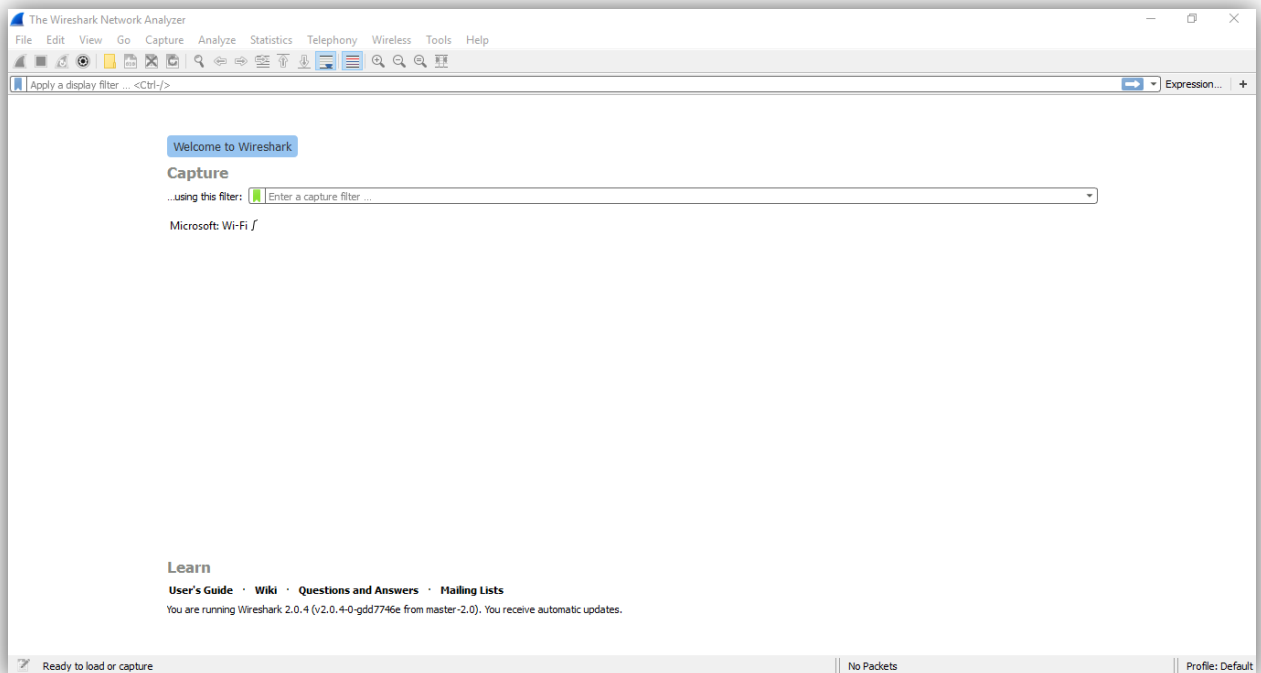 The Wireshark Network Analyzer
File Edit View Go Capture Analyze Statistics Telephony Wireless Tools Help
Apply a display filter ... <Ctrl-/> Expression... +
Welcome to Wireshark
Capture
...using this filter: Enter a capture filter ...
Microsoft: Wi-Fi
Learn
User's Guide · Wiki · Questions and Answers · Mailing Lists
You are running Wireshark 2.0.4 (v2.0.4-0-gdd7746e from master-2.0). You receive automatic updates.
Ready to load or capture No Packets Profile: Default